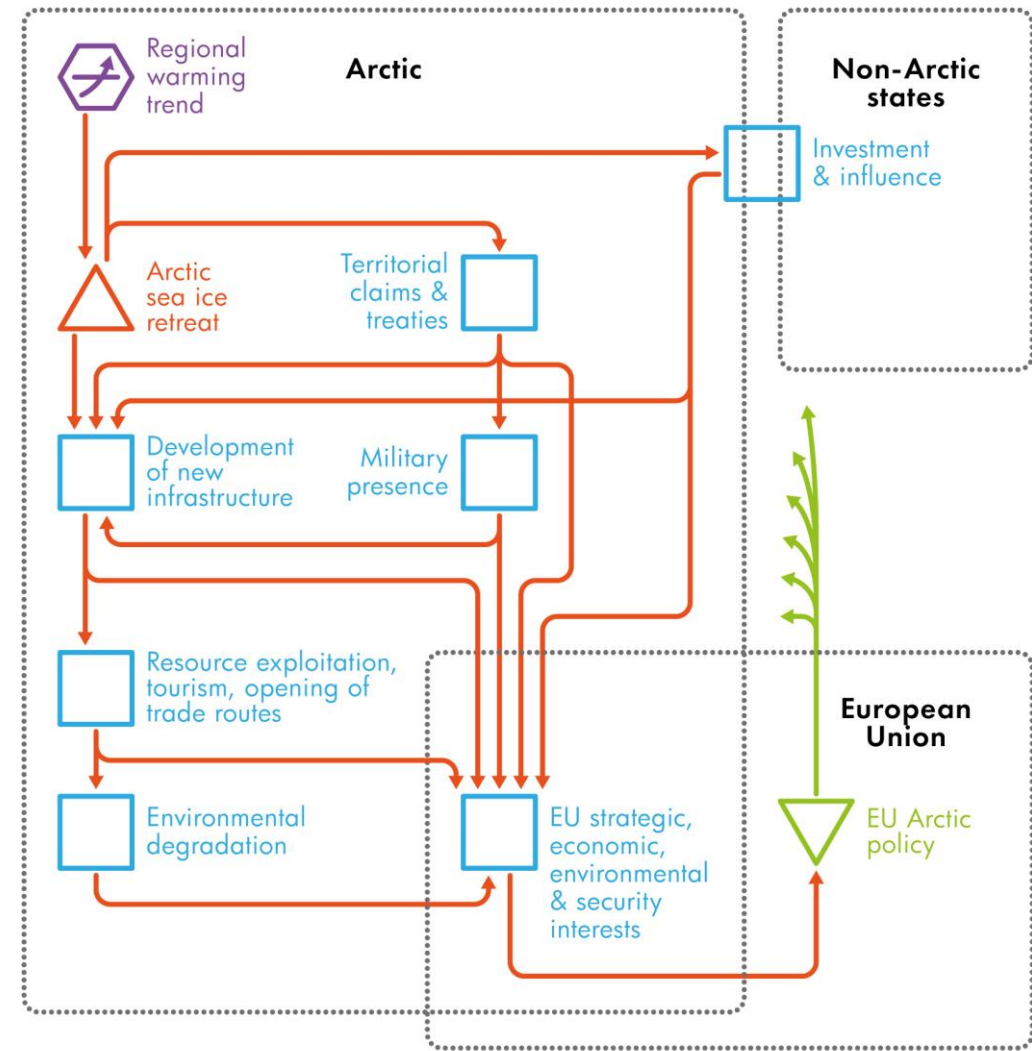 Regional
warming
trend
Arctic
Non-Arctic
states
Investment
& influence
Arctic
sea ice
retreat
Territorial
claims &
treaties
Development
of new
infrastructure
Military
presence
Resource exploitation,
tourism, opening of
trade routes
European
Union
Environmental
degradation
EU strategic,
economic,
environmental
& security
interests
EU Arctic
policy